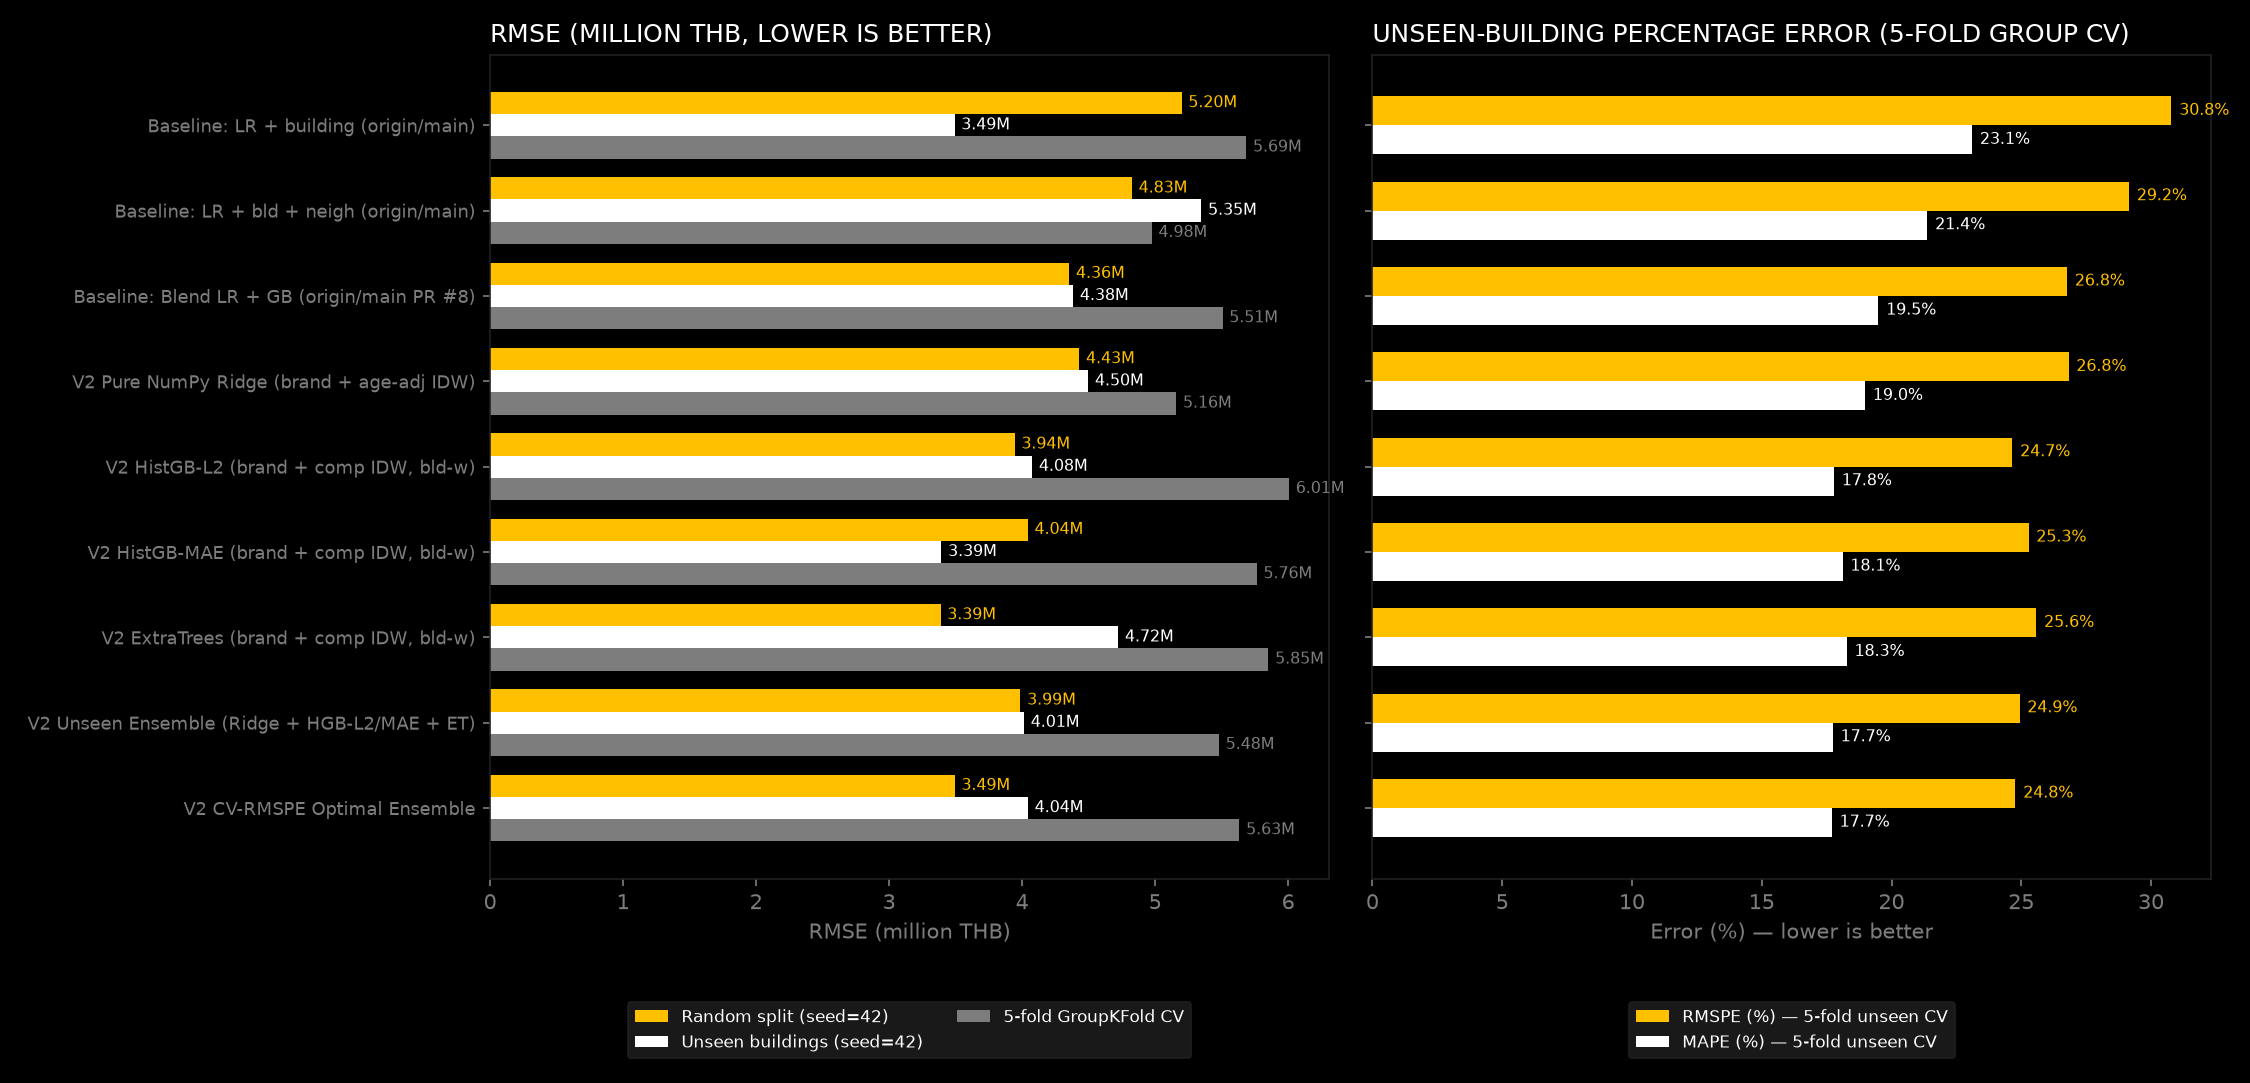 RMSE (MILLION THB, LOWER IS BETTER)
Baseline: LR + building (origin/main)
5.20M
3.49M
5.69M
Baseline: LR + bld + neigh (origin/main)
4.83M
5.35M
4.98M
Baseline: Blend LR + GB (origin/main PR #8)
4.36M
4.38M
5.51M
V2 Pure NumPy Ridge (brand + age-adj IDW)
4.43M
4.50M
5.16M
V2 HistGB-L2 (brand + comp IDW, bld-w)
3.94M
4.08M
6.01M
V2 HistGB-MAE (brand + comp IDW, bld-w)
4.04M
3.39M
5.76M
V2 ExtraTrees (brand + comp IDW, bld-w)
3.39M
4.72M
5.85M
V2 Unseen Ensemble (Ridge + HGB-L2/MAE + ET)
3.99M
4.01M
5.48M
V2 CV-RMSPE Optimal Ensemble
3.49M
4.04M
5.63M
0 1 2 3 4 5 6
RMSE (million THB)
Random split (seed=42)
Unseen buildings (seed=42)
5-fold GroupKFold CV
UNSEEN-BUILDING PERCENTAGE ERROR (5-FOLD GROUP CV)
30.8%
23.1%
29.2%
21.4%
26.8%
19.5%
26.8%
19.0%
24.7%
17.8%
25.3%
18.1%
25.6%
18.3%
24.9%
17.7%
24.8%
17.7%
0 5 10 15 20 25 30
Error (%) — lower is better
RMSPE (%) — 5-fold unseen CV
MAPE (%) — 5-fold unseen CV